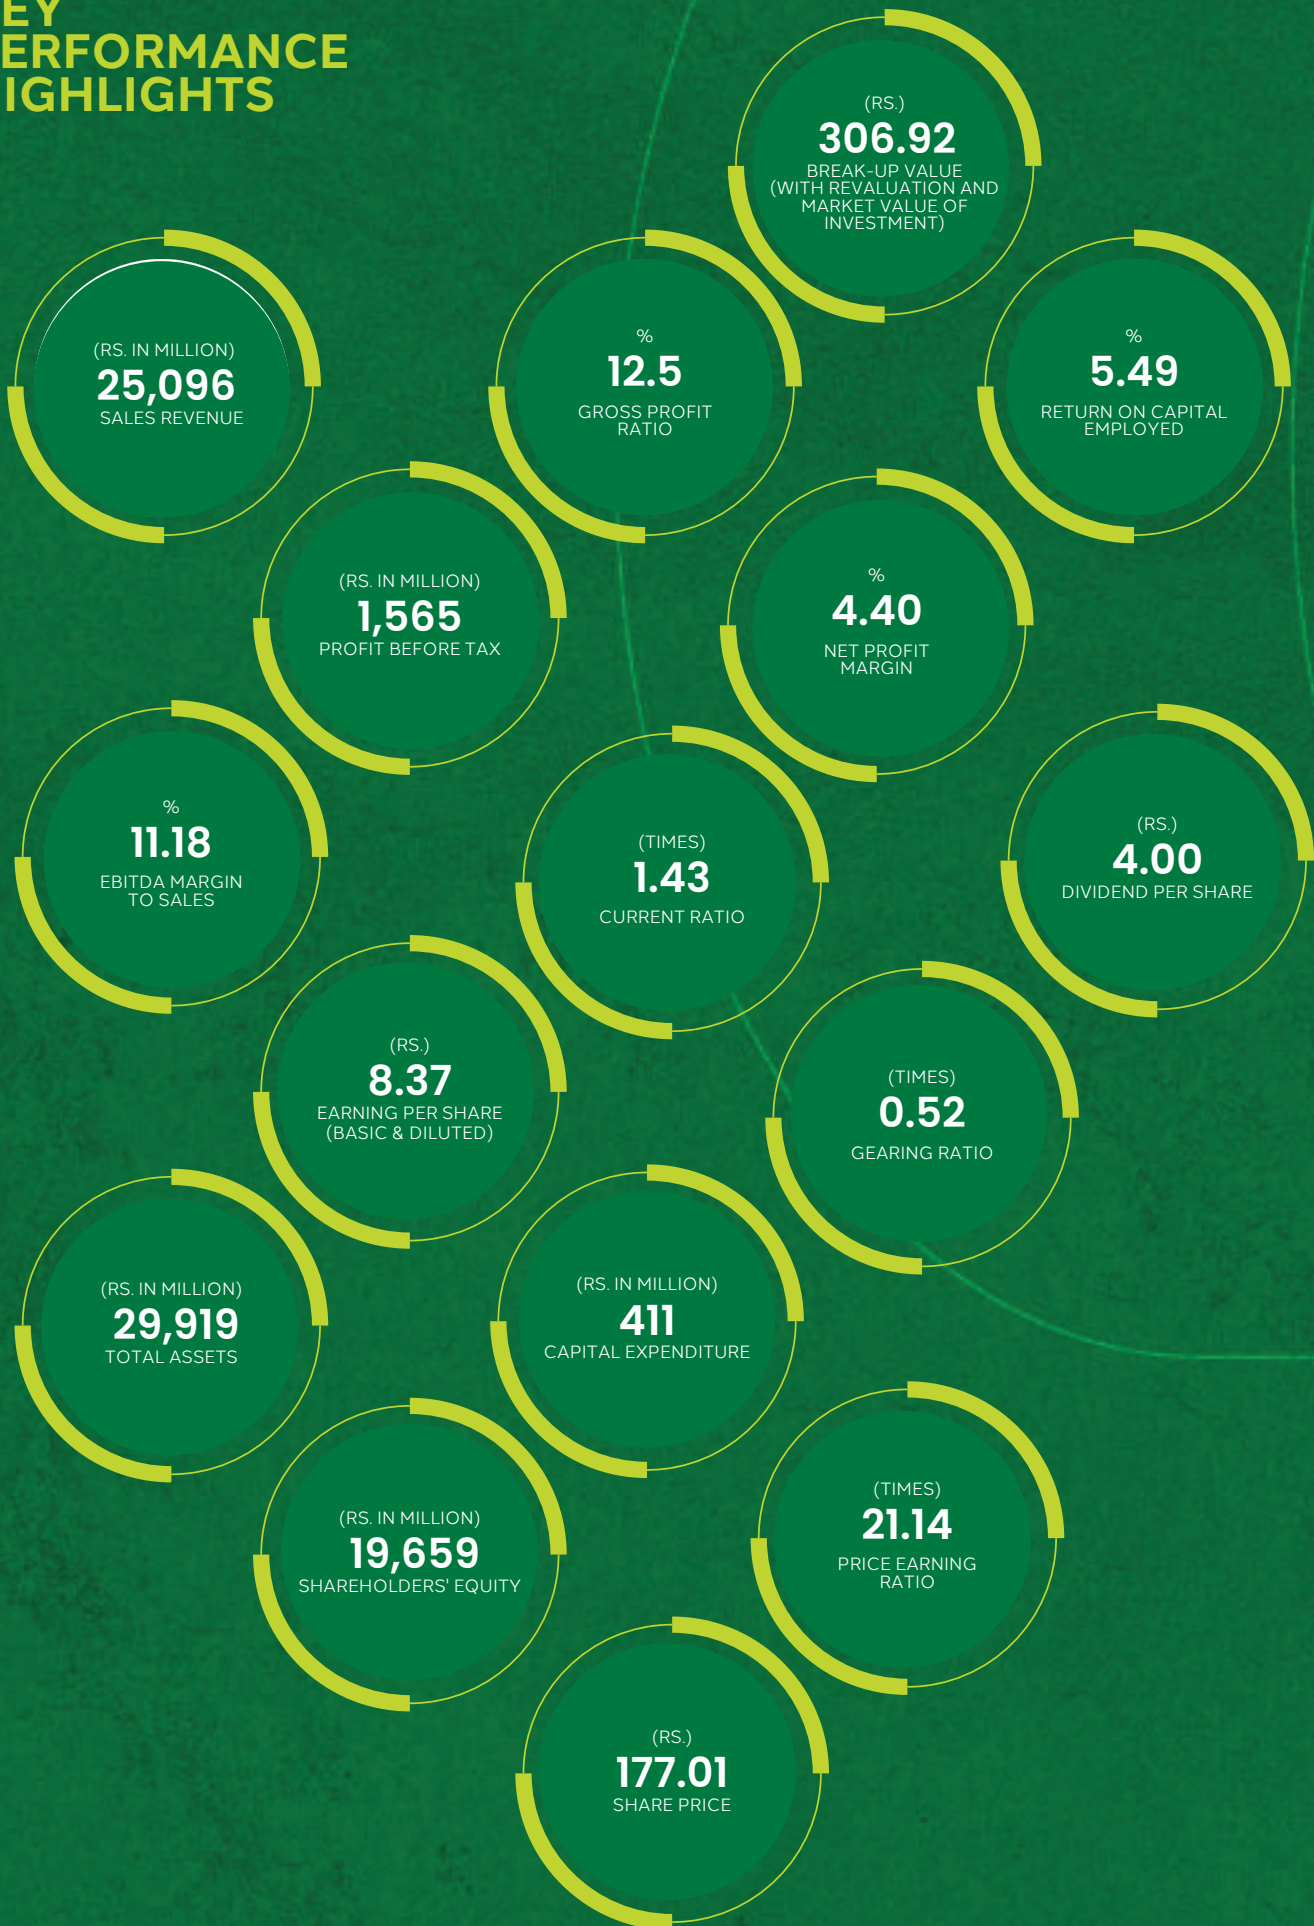 EY
ERFORMANCE
IGHLIGHTS
(RS.)
306.92
BREAK-UP VALUE
(WITH REVALUATION AND
MARKET VALUE OF
INVESTMENT)
(RS. IN MILLION)
25,096
SALES REVENUE
%
12.5
GROSS PROFIT
RATIO
%
5.49
RETURN ON CAPITAL
EMPLOYED
(RS. IN MILLION)
1,565
PROFIT BEFORE TAX
%
4.40
NET PROFIT
MARGIN
%
11.18
EBITDA MARGIN
TO SALES
(TIMES)
1.43
CURRENT RATIO
(RS.)
4.00
DIVIDEND PER SHARE
(RS.)
8.37
EARNING PER SHARE
(BASIC & DILUTED)
(TIMES)
0.52
GEARING RATIO
(RS. IN MILLION)
29,919
TOTAL ASSETS
(RS. IN MILLION)
411
CAPITAL EXPENDITURE
(RS. IN MILLION)
19,659
SHAREHOLDERS' EQUITY
(TIMES)
21.14
PRICE EARNING
RATIO
(RS.)
177.01
SHARE PRICE